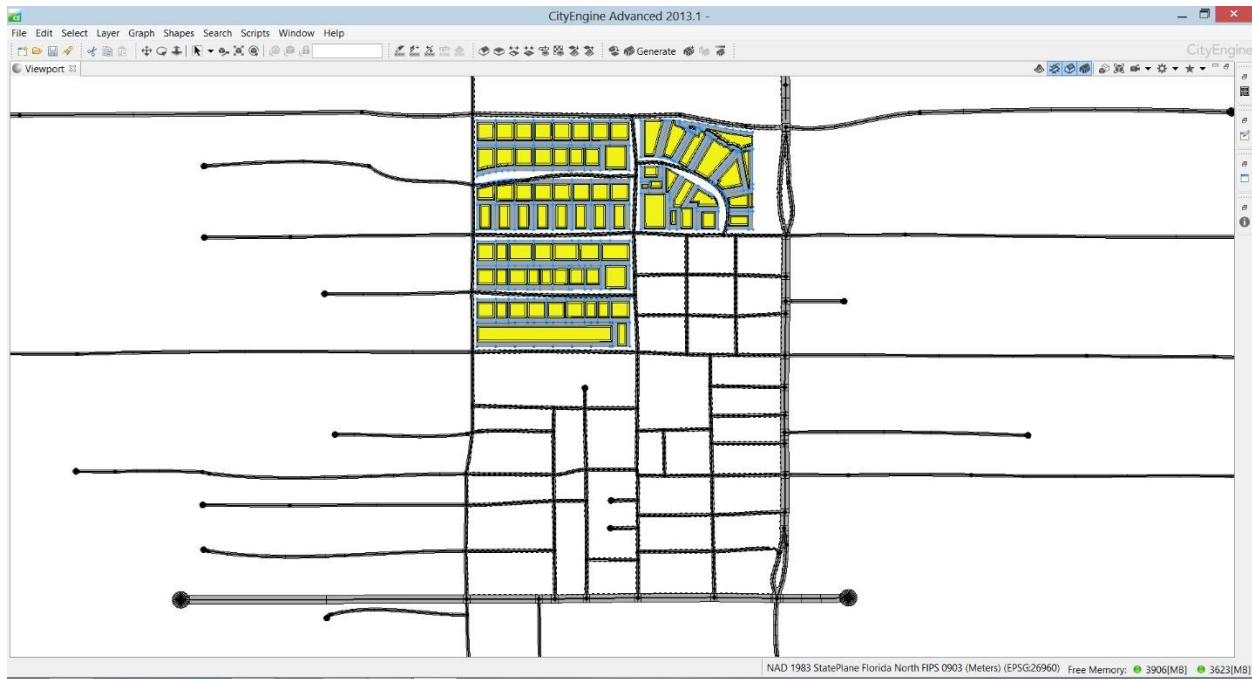 CityEngine Advanced 2013.1 -
File Edit Select Layer Graph Shapes Search Scripts Window Help
Generate
CityEngine
Viewport
NAD 1983 StatePlane Florida North FIPS 0903 (Meters) (EPSG:26960) Free Memory: 3906[MB] 3623[MB]